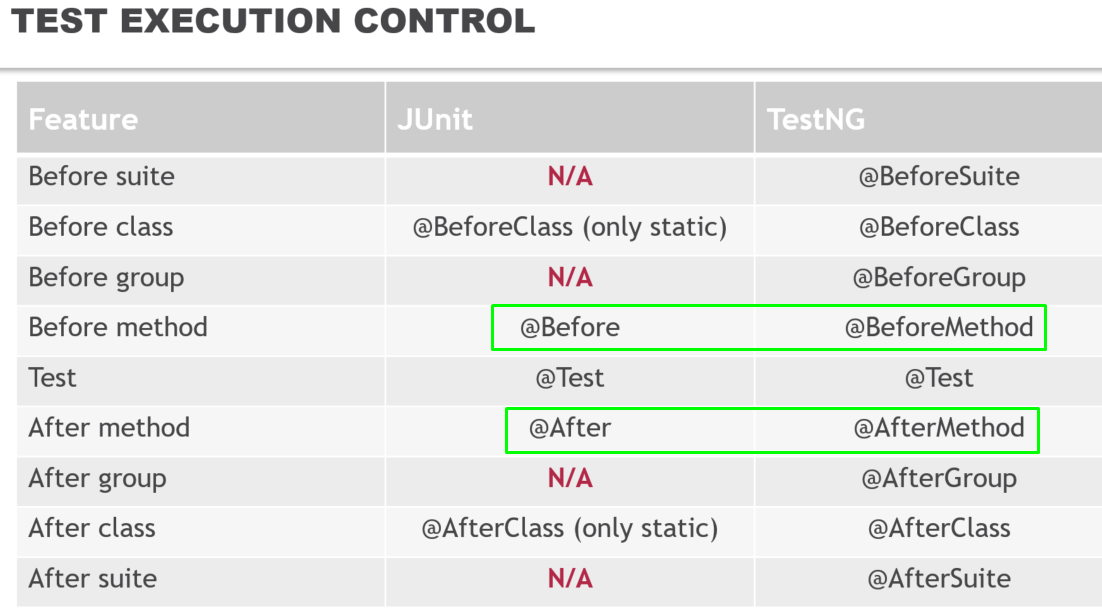 TEST EXECUTION CONTROL
Feature JUnit TestNG
Before suite N/A @BeforeSuite
Before class @BeforeClass (only static) @BeforeClass
Before group N/A @BeforeGroup
Before method @Before @BeforeMethod
Test @Test @Test
After method @After @AfterMethod
After group N/A @AfterGroup
After class @AfterClass (only static) @AfterClass
After suite N/A @AfterSuite